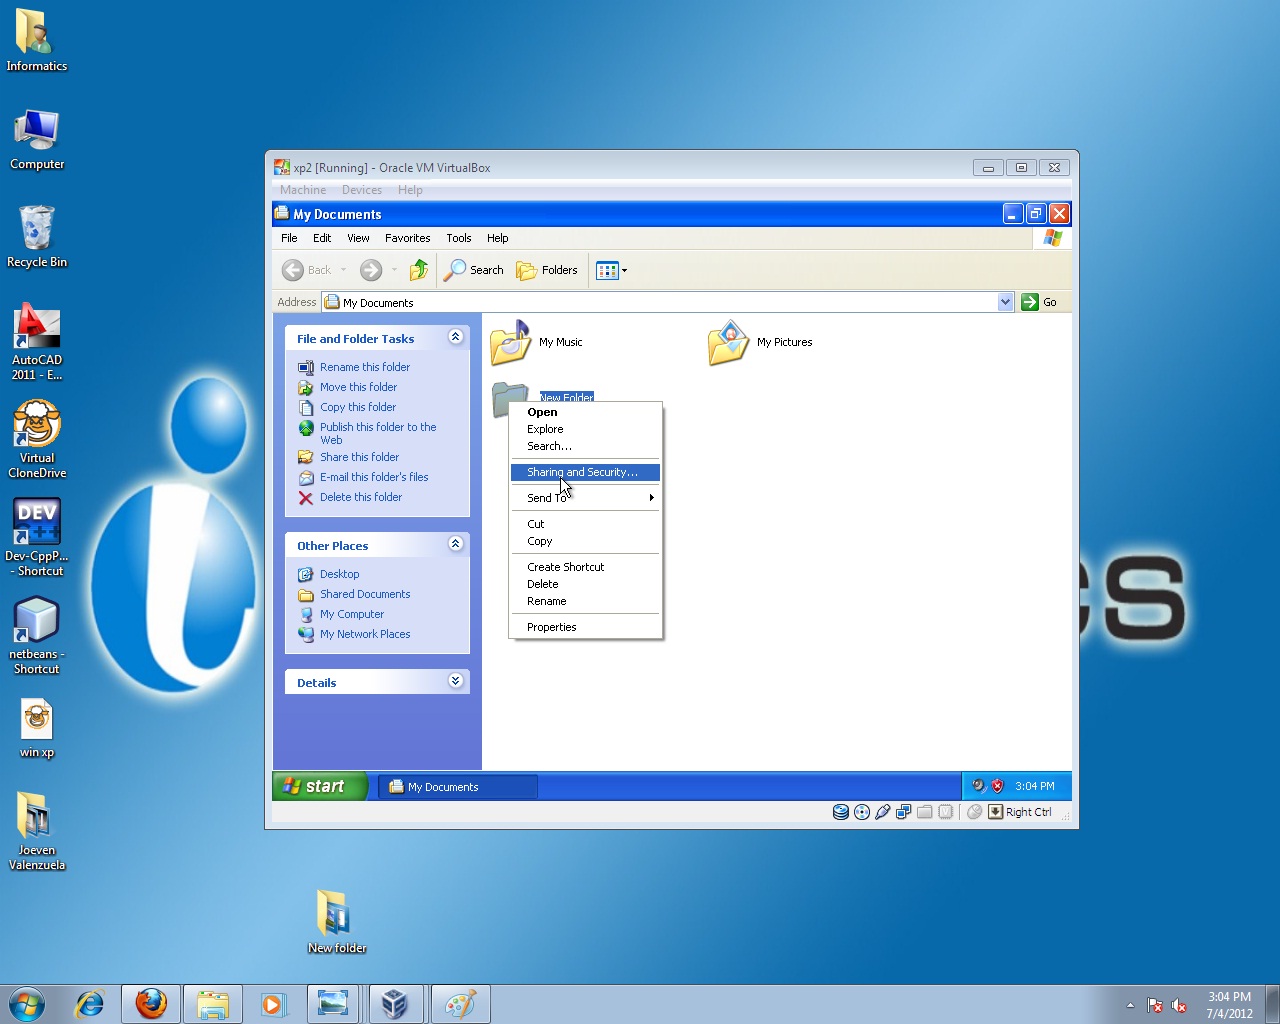 Informatics
Computer
Recycle Bin
AutoCAD
2011 - E...
Virtual
CloneDrive
DEV
C++
Dev-CppP...
- Shortcut
netbeans -
Shortcut
win xp
Joeven
Valenzuela
New folder
xp2 [Running] - Oracle VM VirtualBox
Machine Devices Help
My Documents
File Edit View Favorites Tools Help
Back Search Folders
Address My Documents Go
File and Folder Tasks
Rename this folder
Move this folder
Copy this folder
Publish this folder to the
Web
Share this folder
E-mail this folder's files
Delete this folder
Other Places
Desktop
Shared Documents
My Computer
My Network Places
Details
My Music
My Pictures
New Folder
Open
Explore
Search...
Sharing and Security...
Send To
Cut
Copy
Create Shortcut
Delete
Rename
Properties
start
My Documents
3:04 PM
Right Ctrl
cs
3:04 PM
7/4/2012